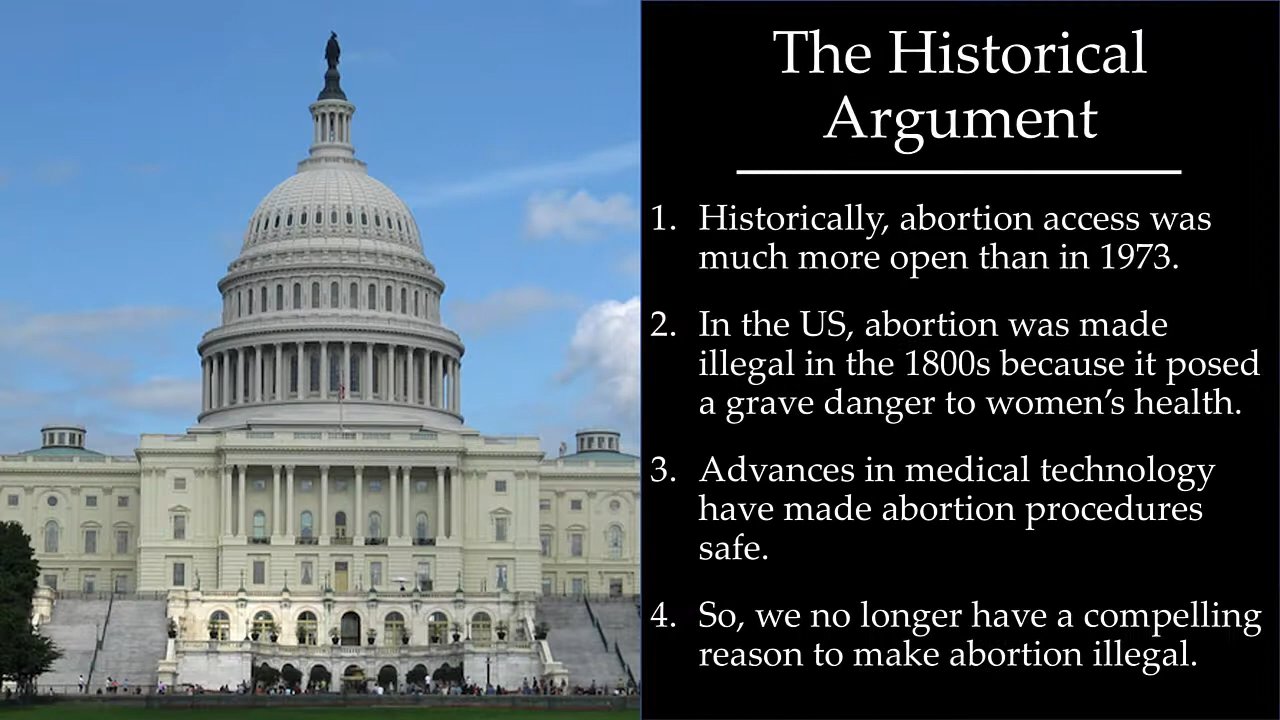 The Historical
Argument
1. Historically, abortion access was
much more open than in 1973.
2. In the US, abortion was made
illegal in the 1800s because it posed
a grave danger to women’s health.
3. Advances in medical technology
have made abortion procedures
safe.
4. So, we no longer have a compelling
reason to make abortion illegal.